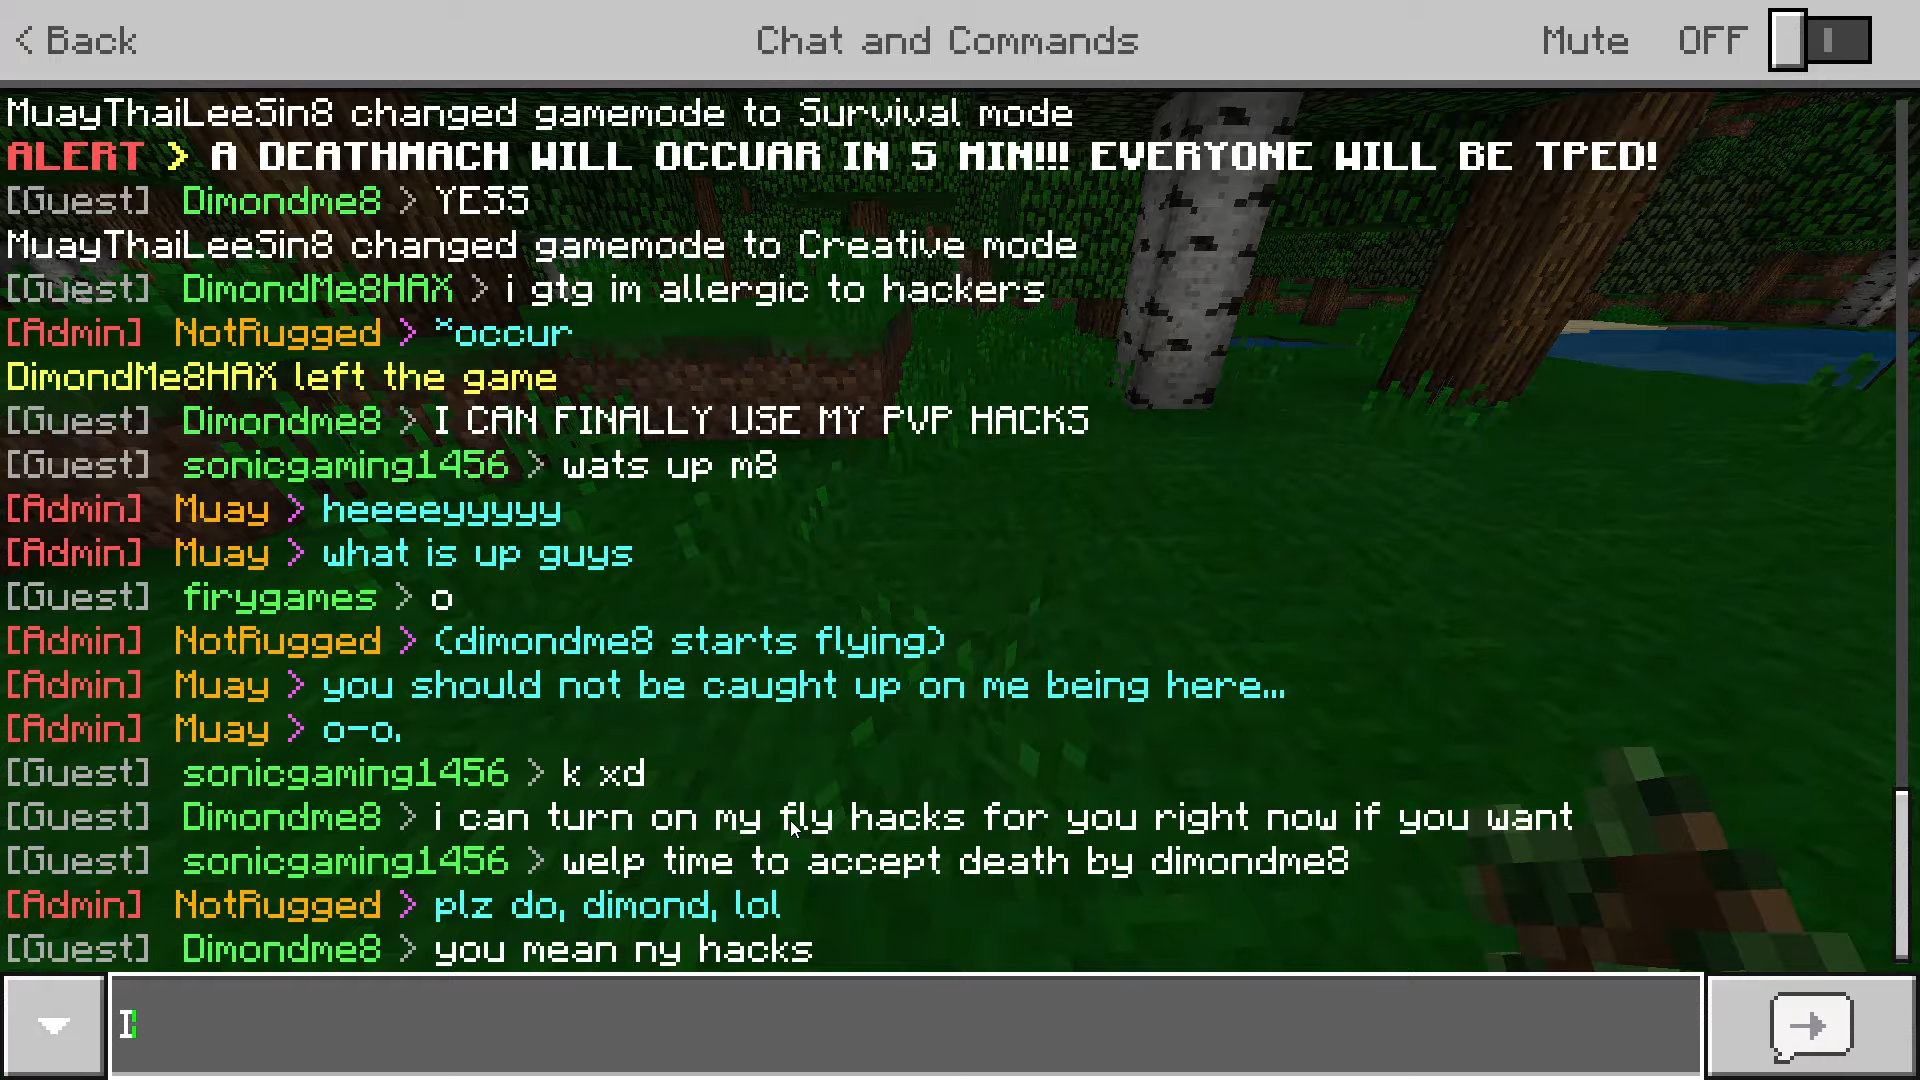 < Back
Chat and Commands
Mute OFF
MuayThaiLeeSin8 changed gamemode to Survival mode
ALERT > A DEATHMACH WILL OCCUAR IN 5 MIN!!! EVERYONE WILL BE TPED!
[Guest] Dimondme8 > YESS
MuayThaiLeeSin8 changed gamemode to Creative mode
[Guest] DimondMe8HAX > i gtg im allergic to hackers
[Admin] NotRugged > *occur
DimondMe8HAX left the game
[Guest] Dimondme8 > I CAN FINALLY USE MY PVP HACKS
[Guest] sonicgaming1456 > wats up m8
[Admin] Muay > heeeeyyyyy
[Admin] Muay > what is up guys
[Guest] firygames > o
[Admin] NotRugged > (dimondme8 starts flying)
[Admin] Muay > you should not be caught up on me being here...
[Admin] Muay > o-o.
[Guest] sonicgaming1456 > k xd
[Guest] Dimondme8 > i can turn on my fly hacks for you right now if you want
[Guest] sonicgaming1456 > welp time to accept death by dimondme8
[Admin] NotRugged > plz do, dimond, lol
[Guest] Dimondme8 > you mean ny hacks
I